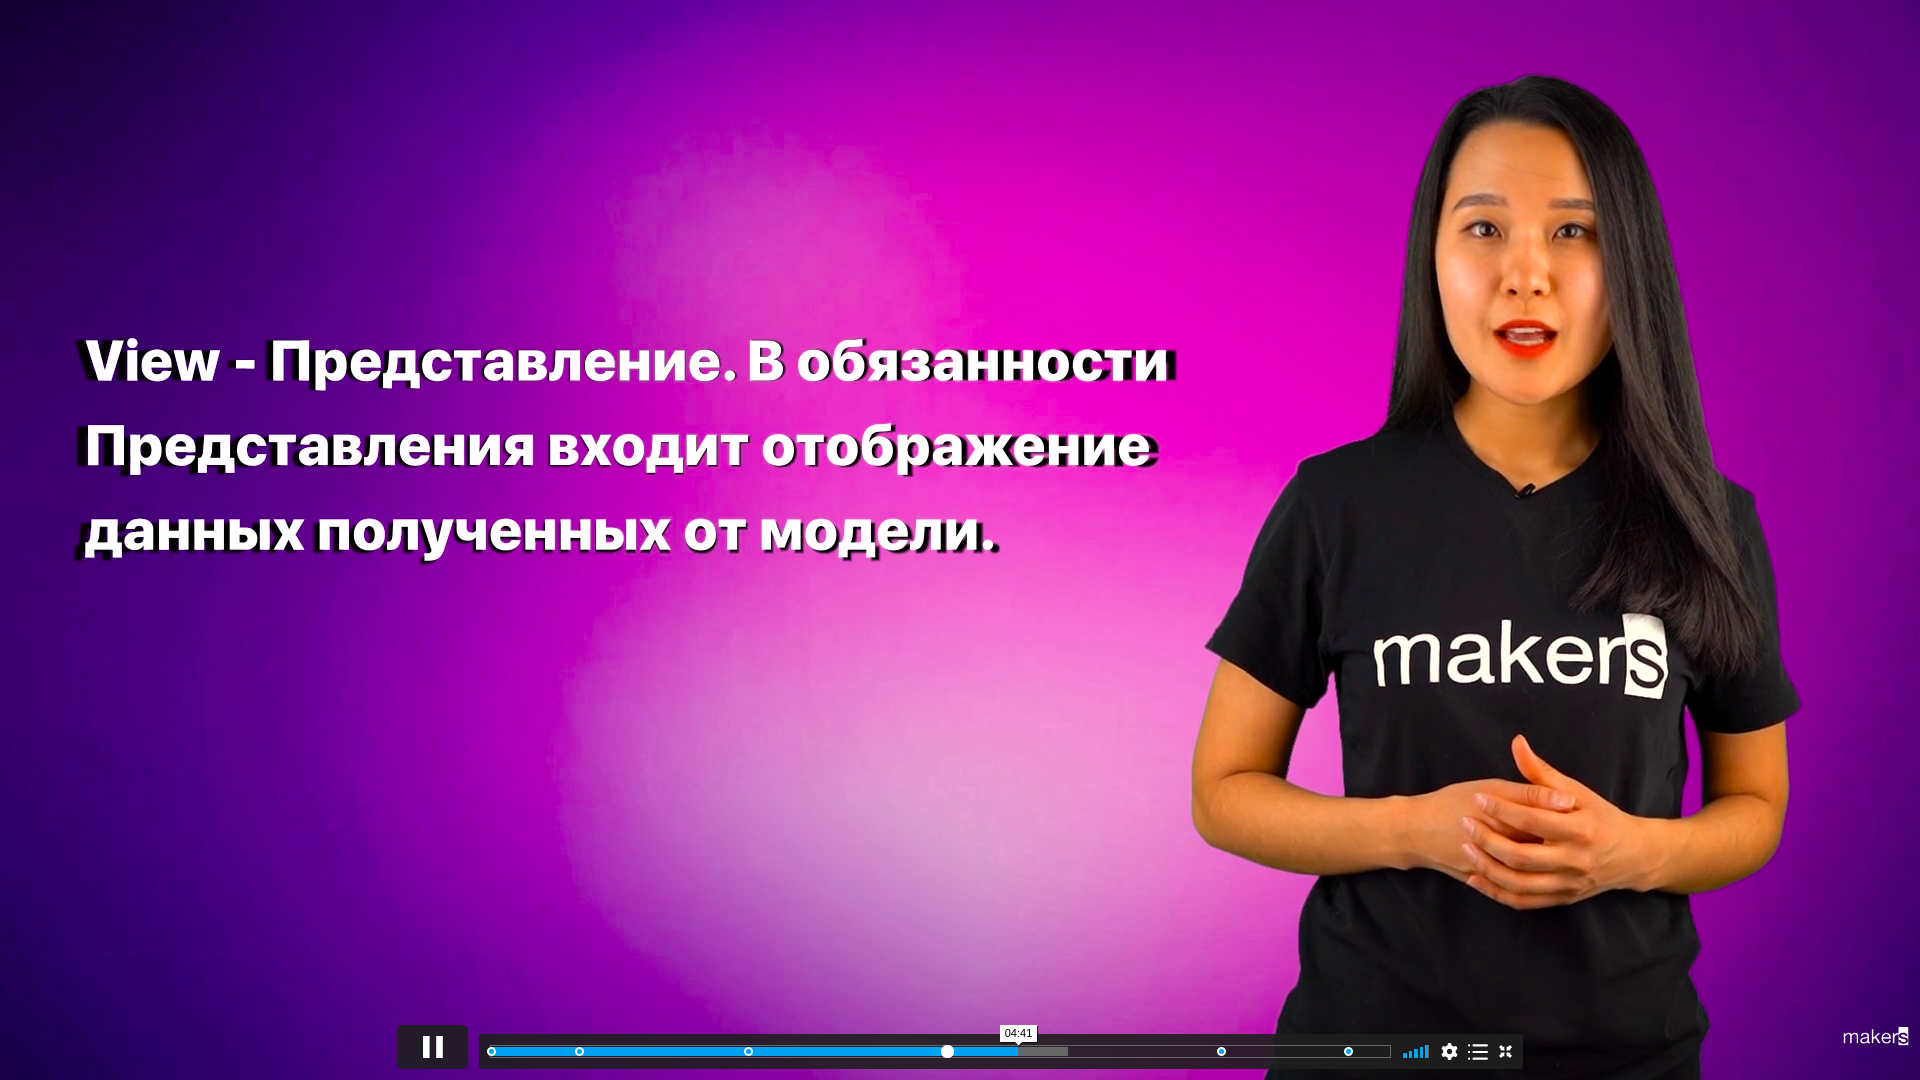 View - Представление. В обязанности
Представления входит отображение
данных полученных от модели.
makers
04:41
makers